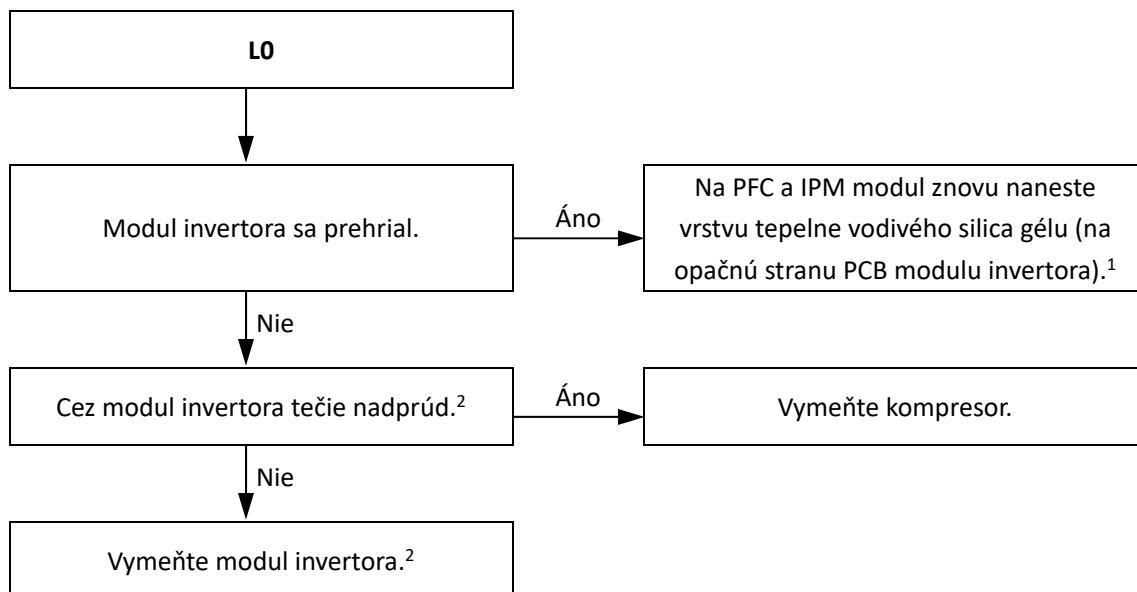 L0
Modul invertora sa prehrial.
Áno
Na PFC a IPM modul znovu naneste
vrstvu tepelne vodivého silica gélu (na
opačnú stranu PCB modulu invertora).1
Nie
Cez modul invertora tečie nadprúd.2
Áno
Vymeňte kompresor.
Nie
Vymeňte modul invertora.2